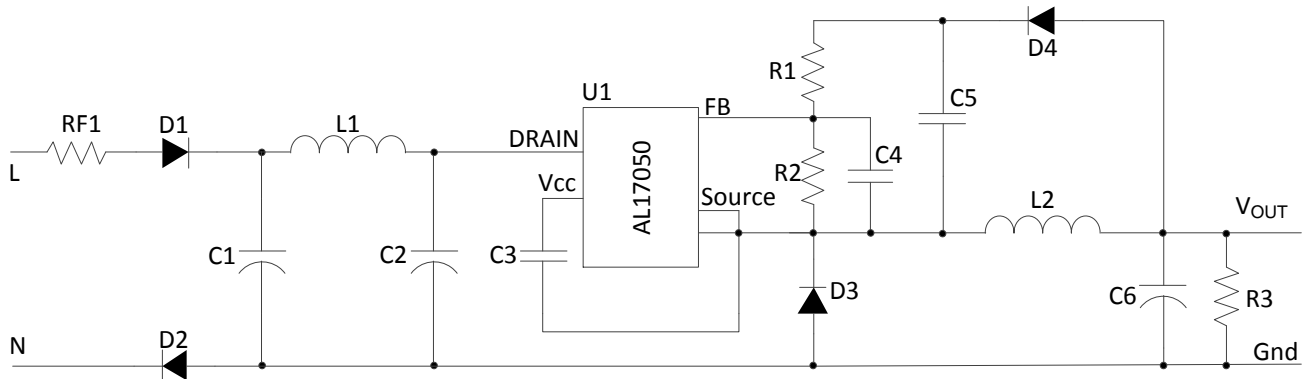 D4
R1
C5
U1
FB
RF1
D1
L1
DRAIN
L
R2
C4
Vcc
Source
AL17050
L2
VOUT
C1
C2
C3
D3
C6
R3
N
D2
Gnd